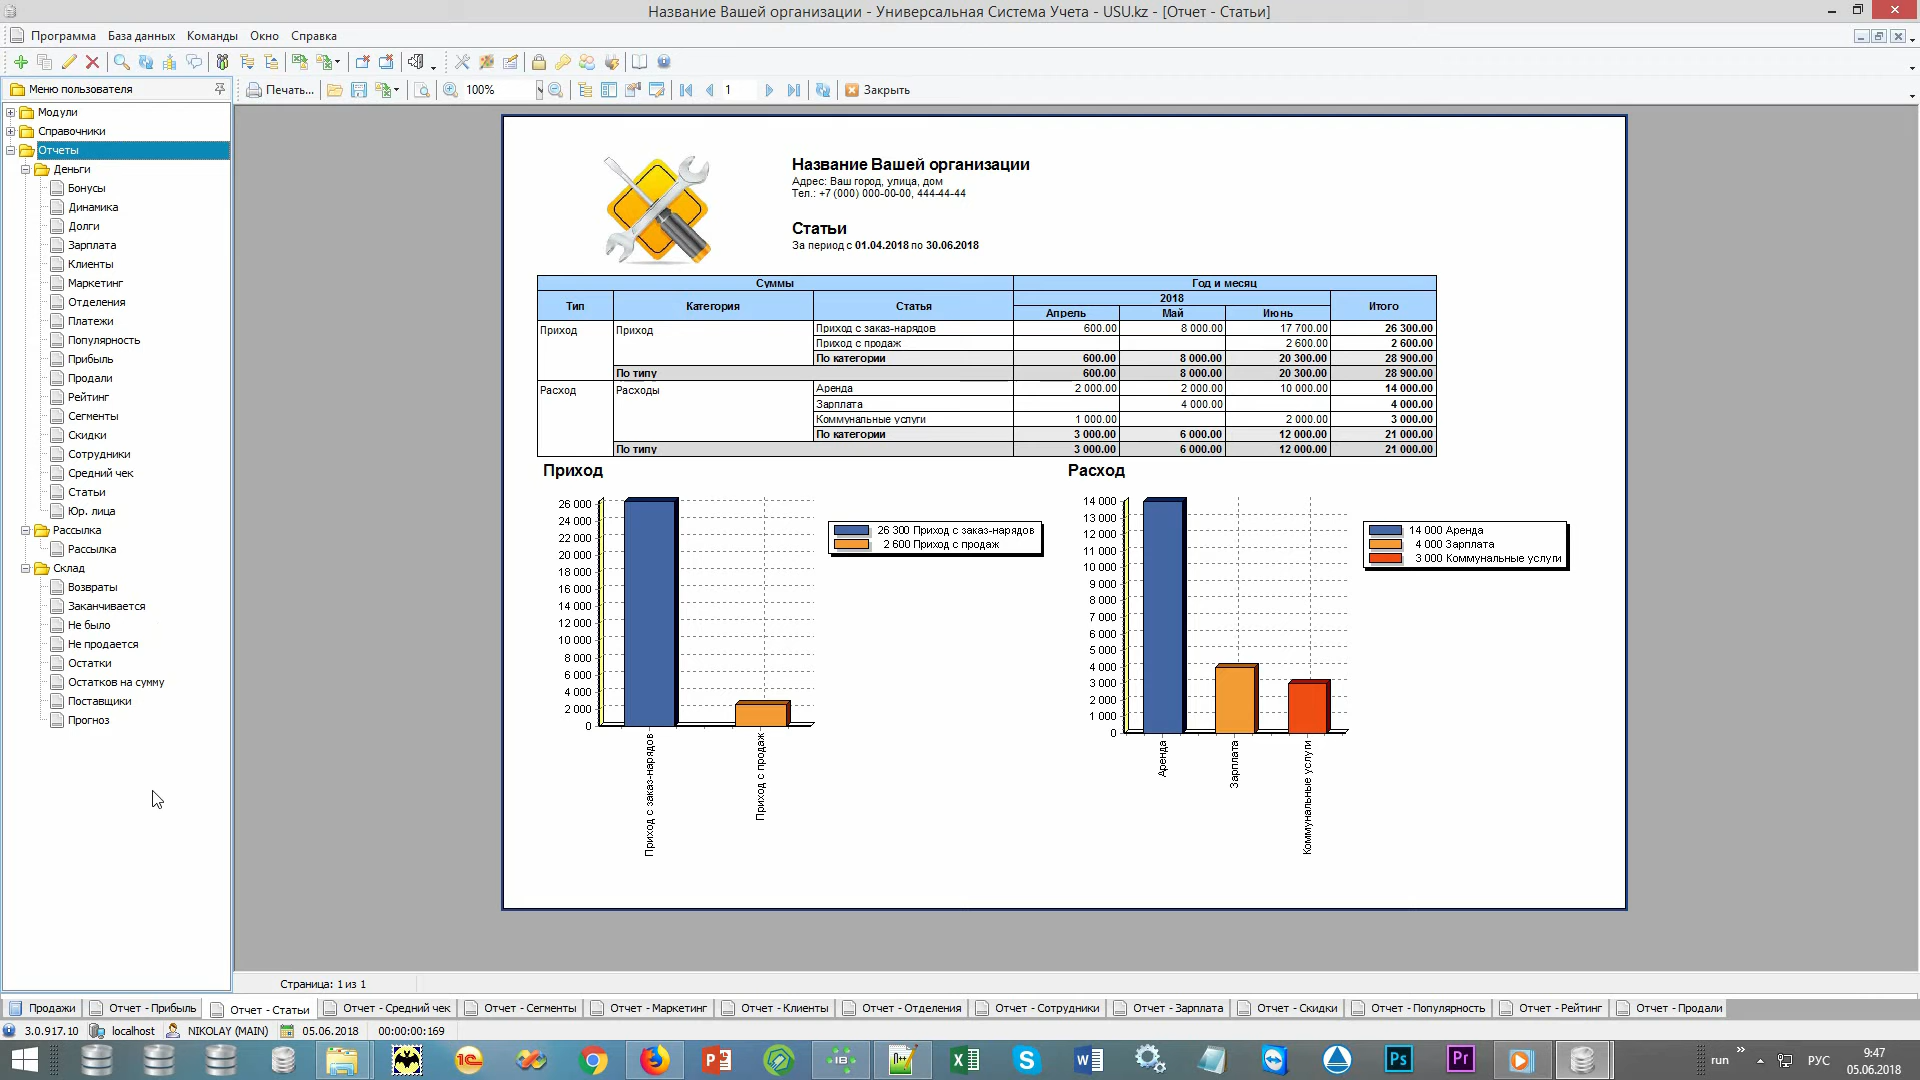 Название Вашей организации - Универсальная Система Учета - USU.kz - [Отчет - Статьи]
Программа База данных Команды Окно Справка
Меню пользователя
Печать... 100% 1 Закрыть
Модули
Справочники
Отчеты
Деньги
Бонусы
Динамика
Долги
Зарплата
Клиенты
Маркетинг
Отделения
Платежи
Популярность
Прибыль
Продали
Рейтинг
Сегменты
Скидки
Сотрудники
Средний чек
Статьи
Юр. лица
Рассылка
Рассылка
Склад
Возвраты
Заканчивается
Не было
Не продается
Остатки
Остатков на сумму
Поставщики
Прогноз
Название Вашей организации
Адрес: Ваш город, улица, дом
Тел.: +7 (000) 000-00-00, 444-44-44
Статьи
За период с 01.04.2018 по 30.06.2018
Суммы Год и месяц
Тип Категория Статья 2018 Итого
Апрель Май Июнь
Приход Приход Приход с заказ-нарядов 600.00 8 000.00 17 700.00 26 300.00
Приход с продаж 2 600.00 2 600.00
По категории 600.00 8 000.00 20 300.00 28 900.00
По типу 600.00 8 000.00 20 300.00 28 900.00
Расход Расходы Аренда 2 000.00 2 000.00 10 000.00 14 000.00
Зарплата 4 000.00 4 000.00
Коммунальные услуги 1 000.00 2 000.00 3 000.00
По категории 3 000.00 6 000.00 12 000.00 21 000.00
По типу 3 000.00 6 000.00 12 000.00 21 000.00
Приход
26 000
24 000
22 000
20 000
18 000
16 000
14 000
12 000
10 000
8 000
6 000
4 000
2 000
0
Приход с заказ-нарядов
Приход с продаж
26 300 Приход с заказ-нарядов
2 600 Приход с продаж
Расход
14 000
13 000
12 000
11 000
10 000
9 000
8 000
7 000
6 000
5 000
4 000
3 000
2 000
1 000
0
Аренда
Зарплата
Коммунальные услуги
14 000 Аренда
4 000 Зарплата
3 000 Коммунальные услуги
Страница: 1 из 1
Продажи Отчет - Прибыль Отчет - Статьи Отчет - Средний чек Отчет - Сегменты Отчет - Маркетинг Отчет - Клиенты Отчет - Отделения Отчет - Сотрудники Отчет - Зарплата Отчет - Скидки Отчет - Популярность Отчет - Рейтинг Отчет - Продали
3.0.917.10 localhost NIKOLAY (MAIN) 05.06.2018 00:00:00:169
run РУС 9:47
05.06.2018